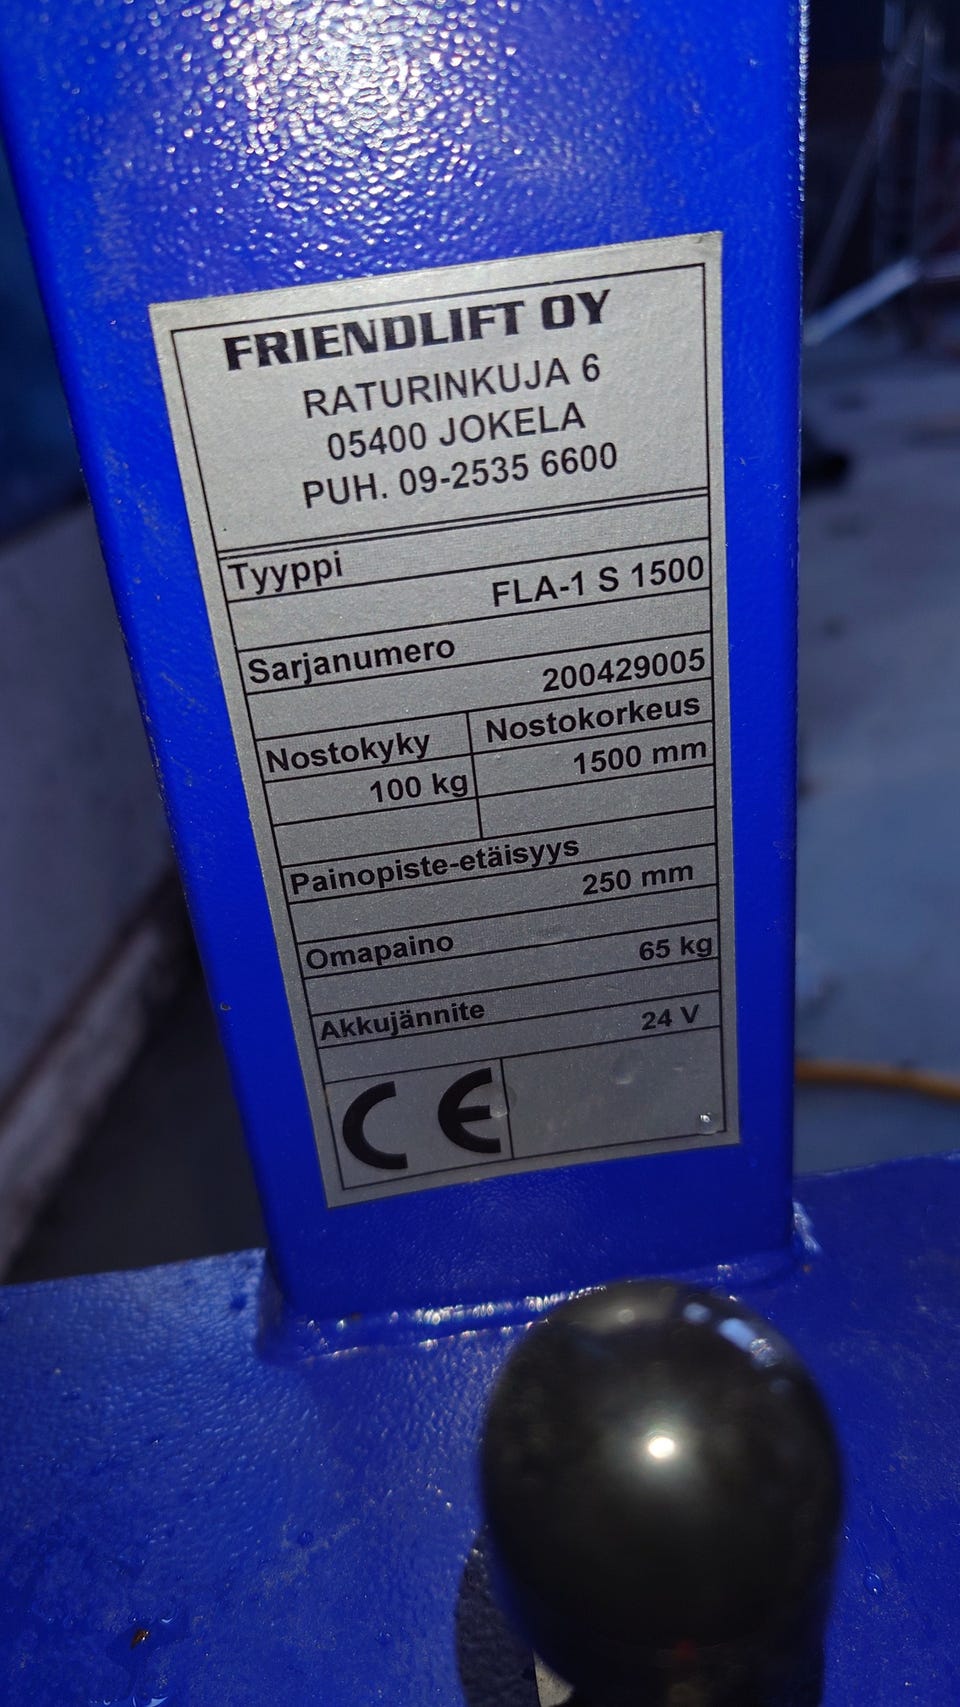 FRIENDLIFT OY
RATURINKUJA 6
05400 JOKELA
PUH. 09-2535 6600
Tyyppi
FLA-1 S 1500
Sarjanumero
200429005
Nostokyky Nostokorkeus
100 kg 1500 mm
Painopiste-etäisyys
250 mm
Omapaino
65 kg
Akkujännite
24 V
CE